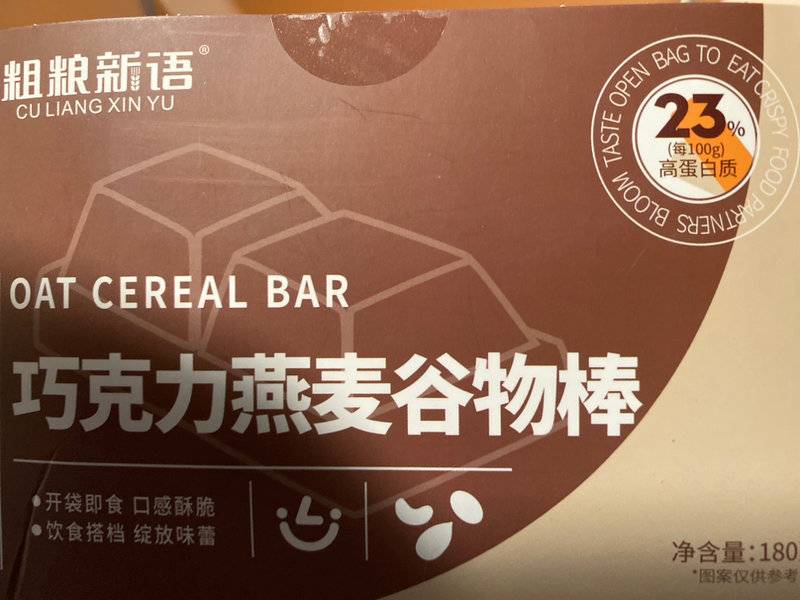 粗粮新语®
CU LIANG XIN YU
TASTE OPEN BAG TO EAT CRISPY FOOD PARTNERS BLOOM
23%
(每100g)
高蛋白质
OAT CEREAL BAR
巧克力燕麦谷物棒
•开袋即食 口感酥脆
•饮食搭档 绽放味蕾
净含量:180
*图案仅供参考